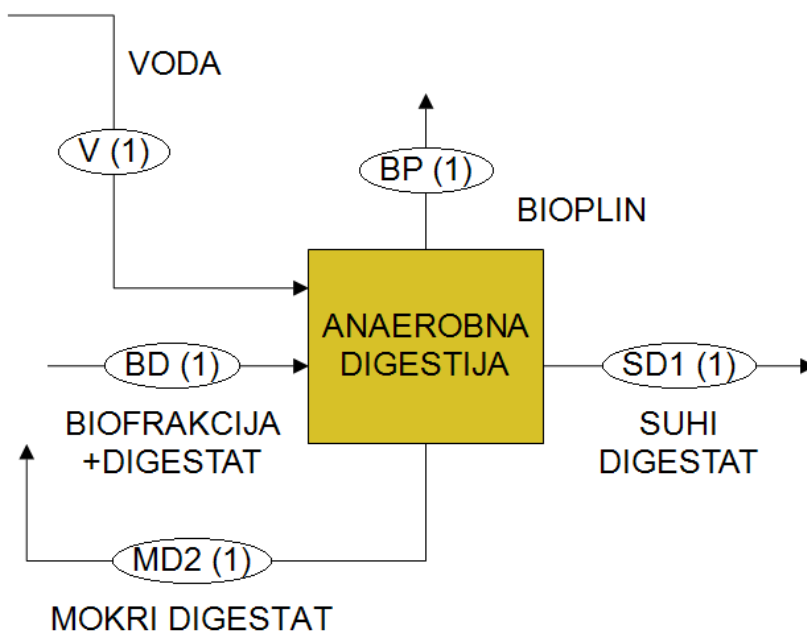 VODA
V (1)
BP (1)
BIOPLIN
ANAEROBNA
DIGESTIJA
BD (1)
SD1 (1)
BIOFRAKCIJA
+DIGESTAT
SUHI
DIGESTAT
MD2 (1)
MOKRI DIGESTAT